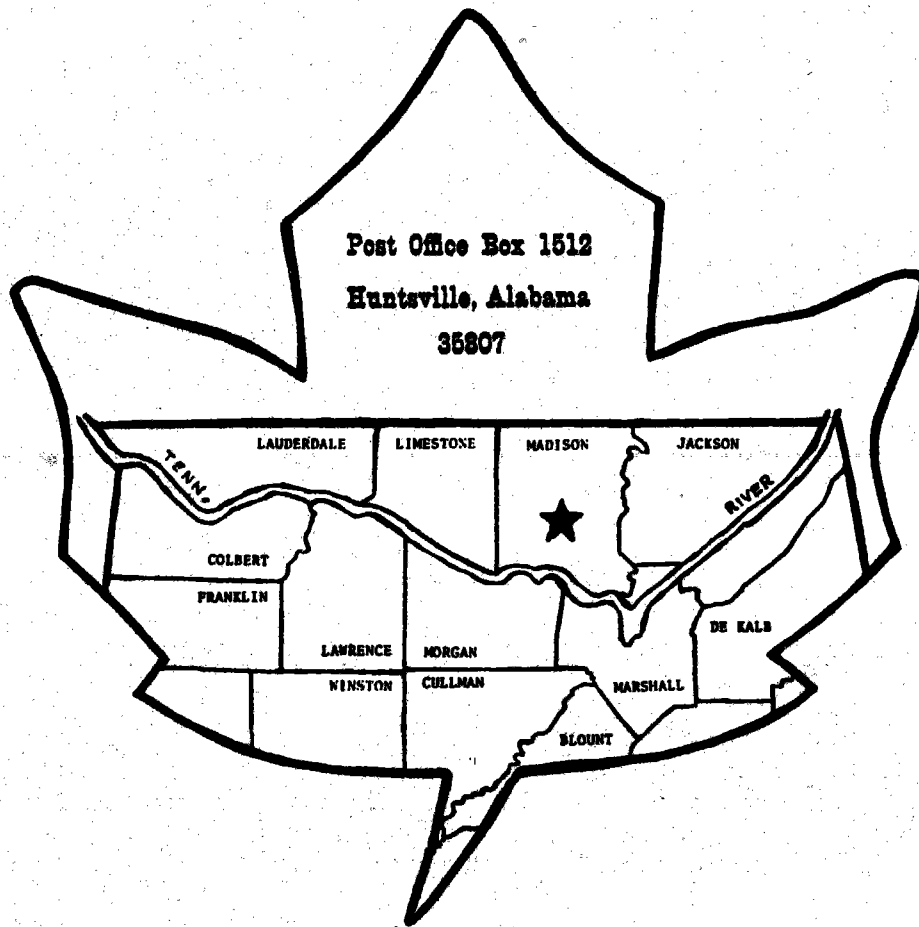 Post Office Box 1512
Huntsville, Alabama
35807
LAUDERDALE
LIMESTONE
MADISON
JACKSON
TENN.
RIVER
COLBERT
FRANKLIN
DE KALB
LAWRENCE
MORGAN
WINSTON
CULLMAN
MARSHALL
BLOUNT